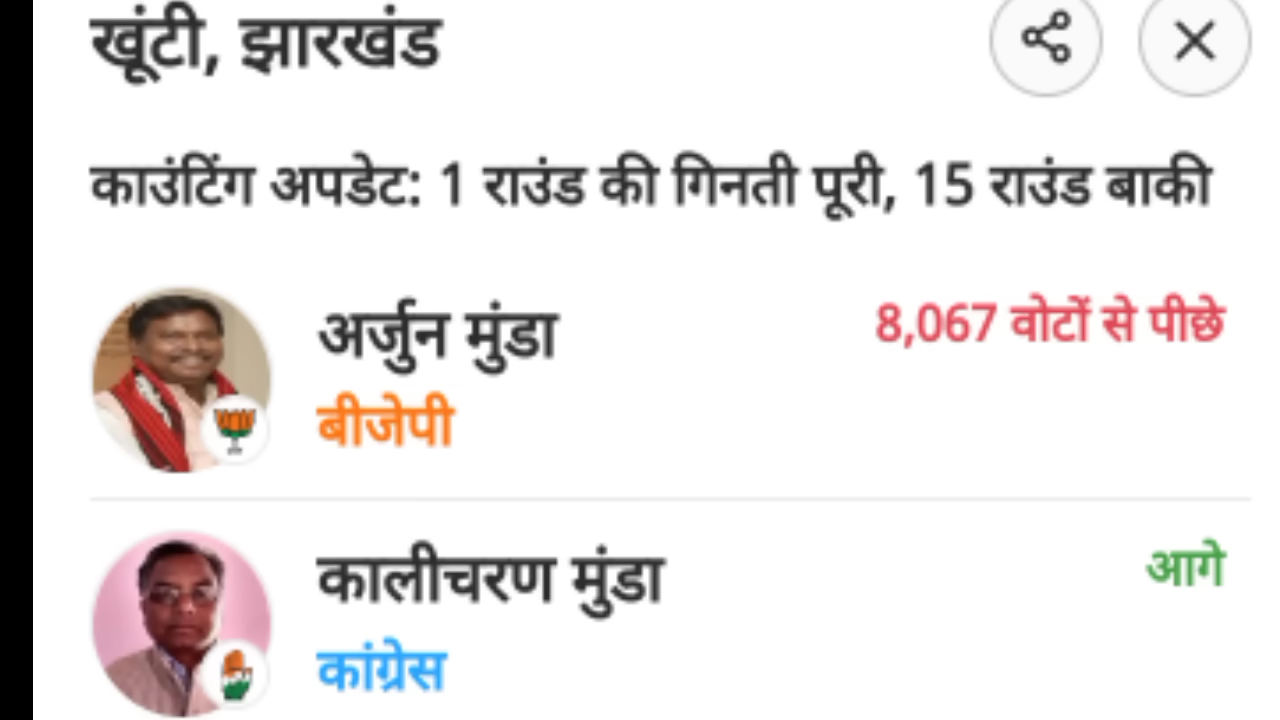 खूंटी, झारखंड
काउंटिंग अपडेट: 1 राउंड की गिनती पूरी, 15 राउंड बाकी
अर्जुन मुंडा
8,067 वोटों से पीछे
बीजेपी
कालीचरण मुंडा
आगे
कांग्रेस